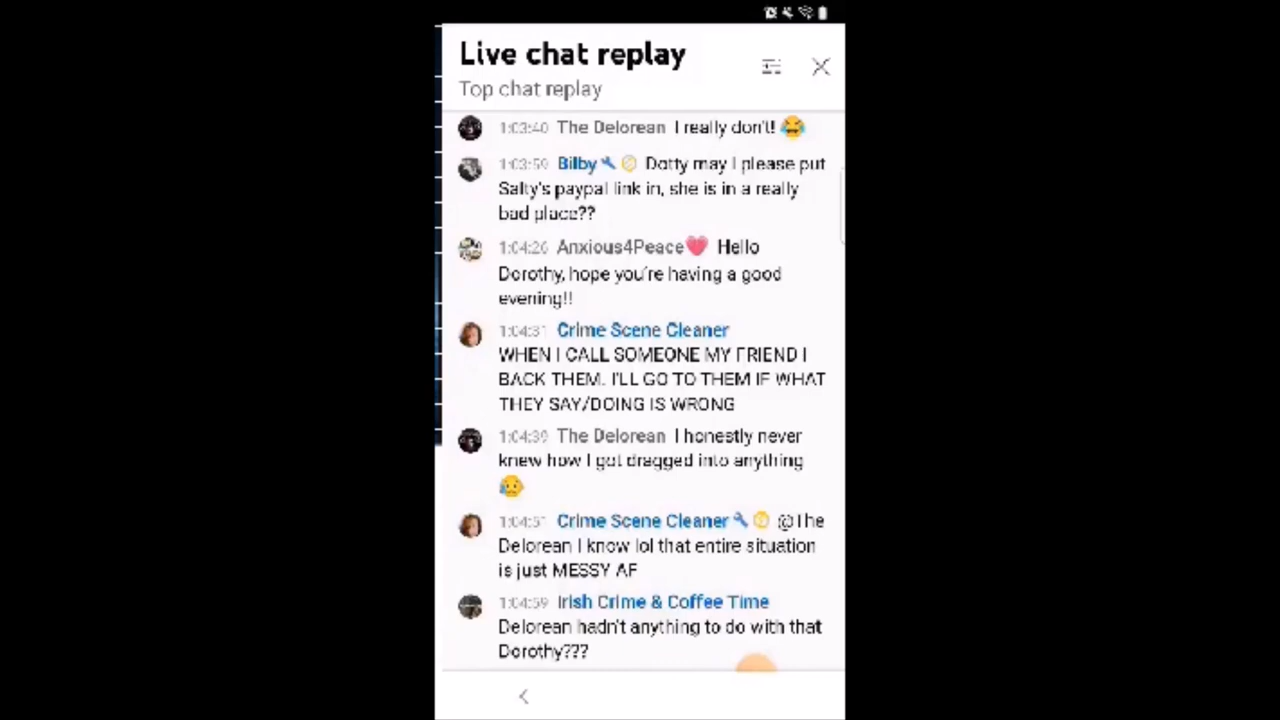 Live chat replay
Top chat replay
1:03:40 The Delorean I really don't! 😂
1:03:59 Bilby Dotty may I please put
Salty's paypal link in, she is in a really
bad place??
1:04:26 Anxious4Peace❤️ Hello
Dorothy, hope you're having a good
evening!!
1:04:31 Crime Scene Cleaner
WHEN I CALL SOMEONE MY FRIEND I
BACK THEM. I'LL GO TO THEM IF WHAT
THEY SAY/DOING IS WRONG
1:04:39 The Delorean I honestly never
knew how I got dragged into anything
😥
1:04:51 Crime Scene Cleaner @The
Delorean I know lol that entire situation
is just MESSY AF
1:04:59 Irish Crime & Coffee Time
Delorean hadn't anything to do with that
Dorothy???